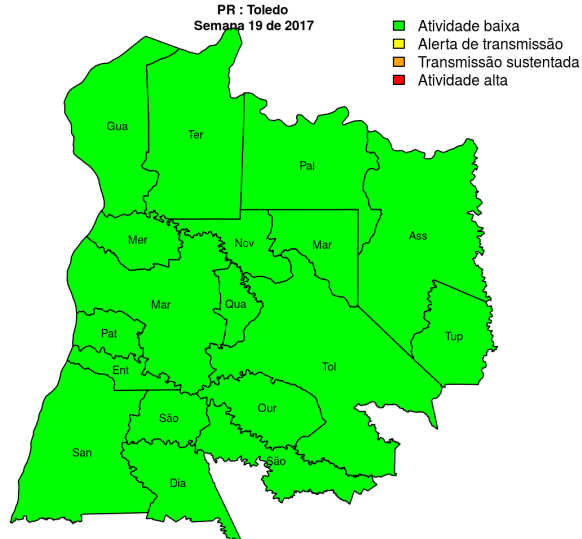 PR : Toledo
Semana 19 de 2017
Atividade baixa
Alerta de transmissão
Transmissão sustentada
Atividade alta
Gua
Ter
Pal
Mer
Nov
Mar
Ass
Mar
Qua
Pat
Tup
Ent
Tol
São
Our
San
São
Dia